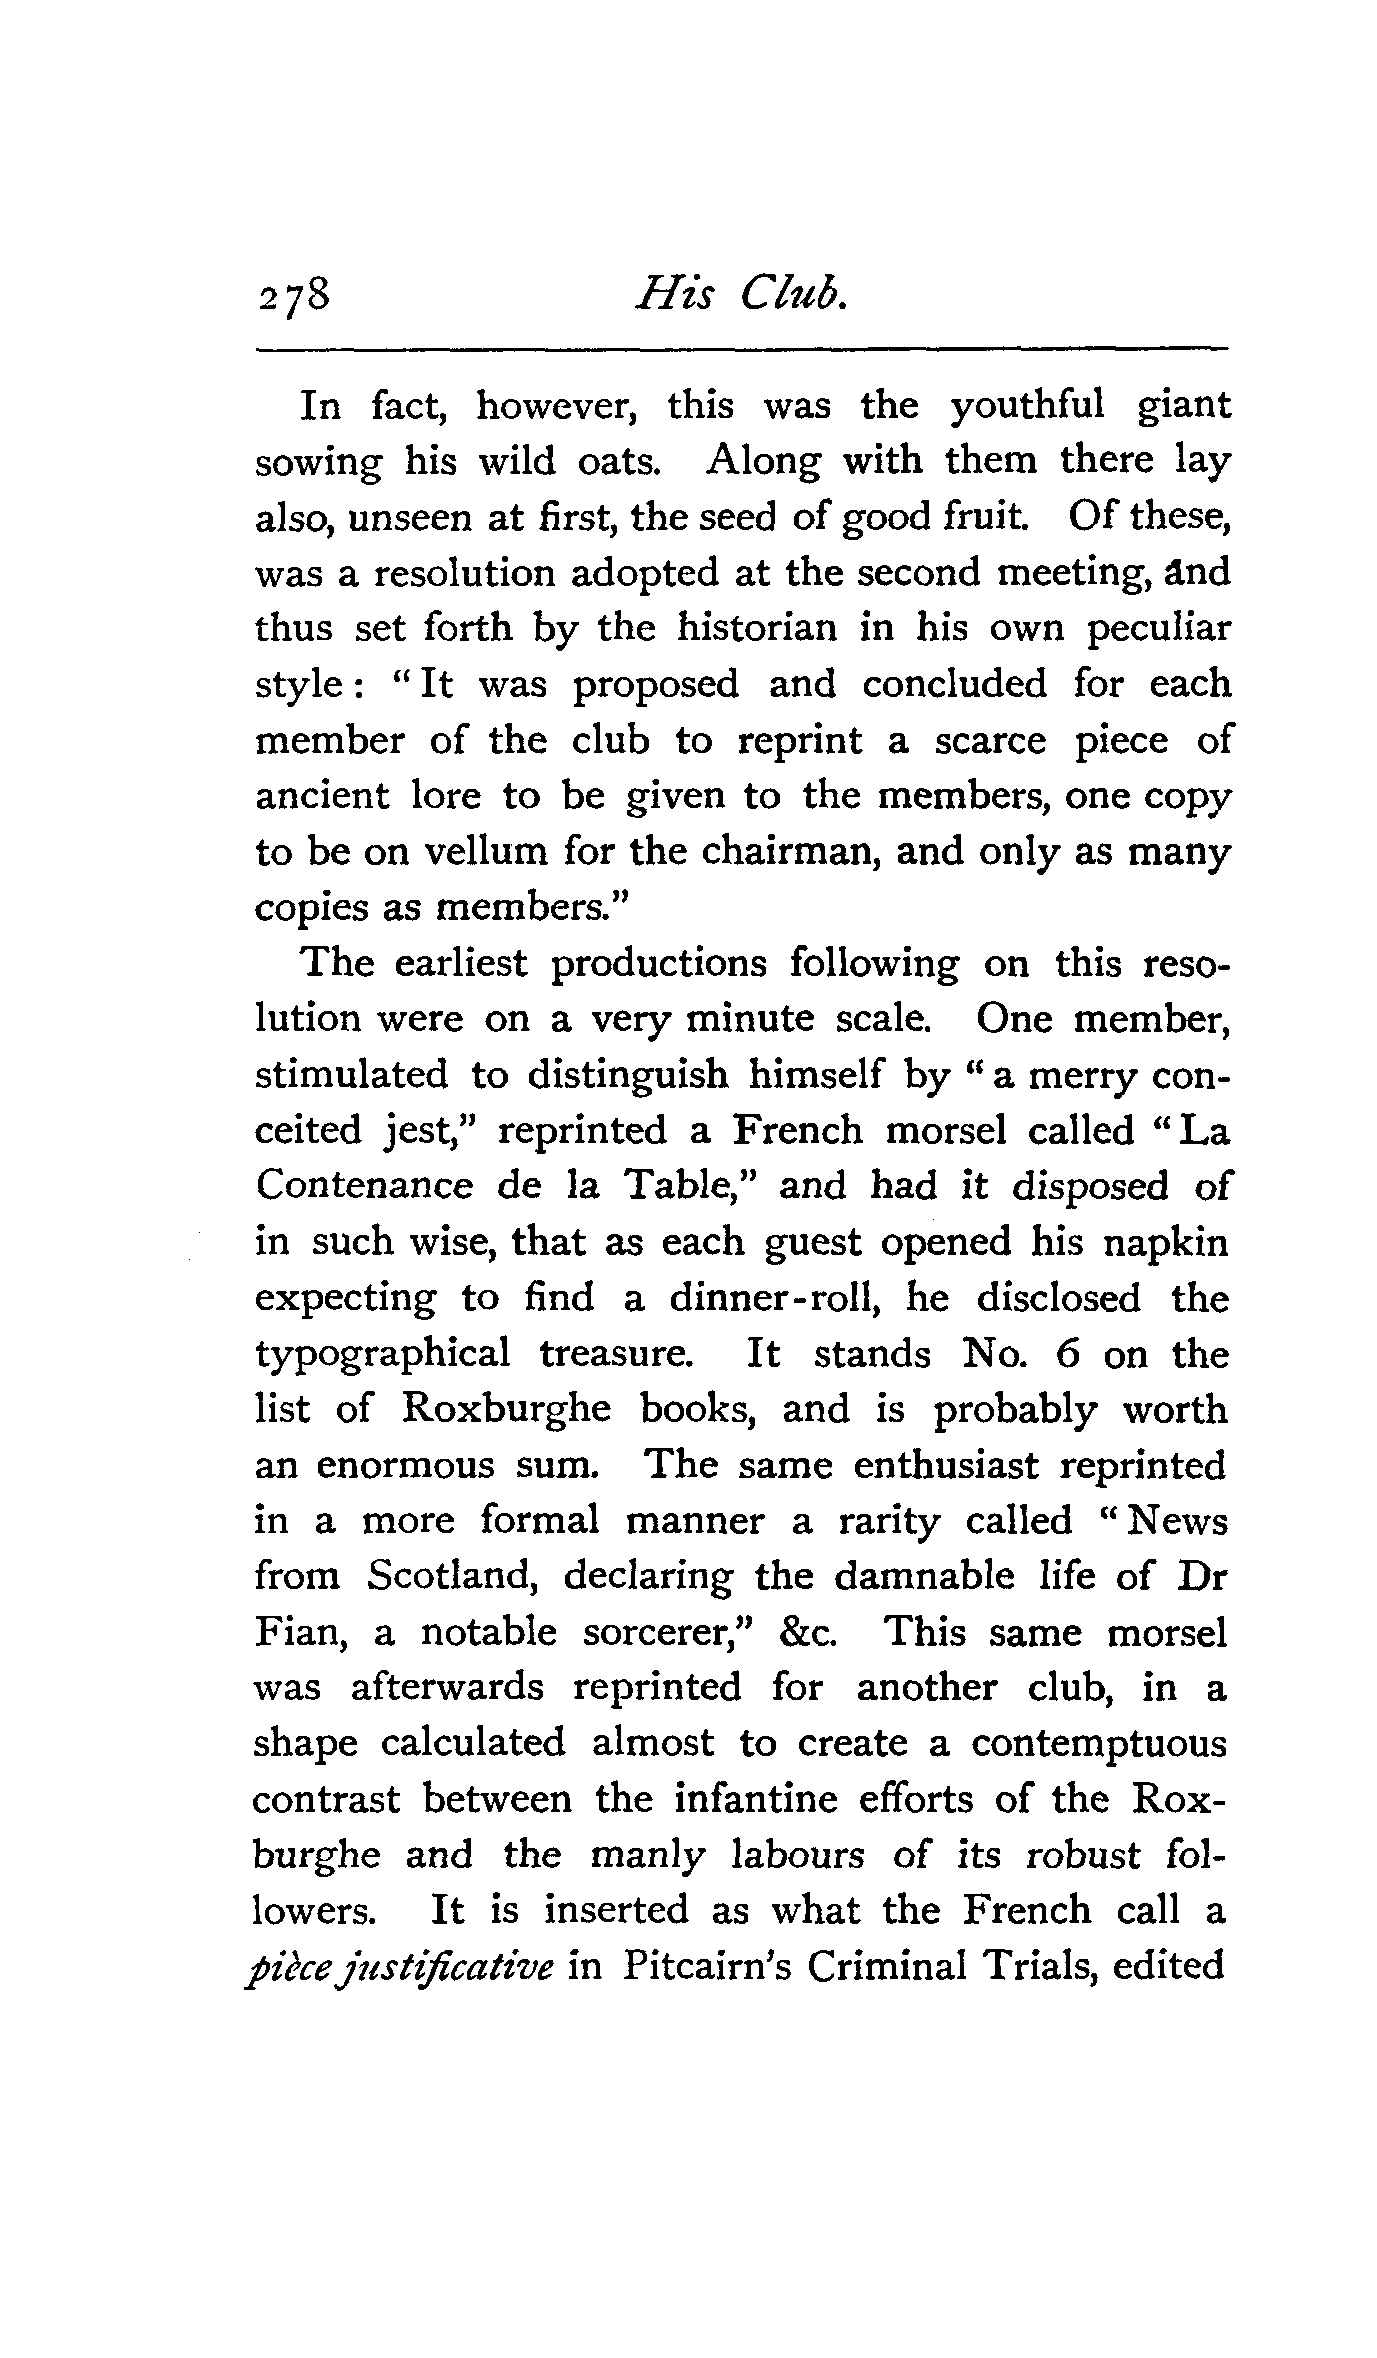 278 His Club.
In fact, however, this was the youthful giant
sowing his wild oats. Along with them there lay
also, unseen at first, the seed of good fruit. Of these,
was a resolution adopted at the second meeting, and
thus set forth by the historian in his own peculiar
style : “ It was proposed and concluded for each
member of the club to reprint a scarce piece of
ancient lore to be given to the members, one copy
to be on vellum for the chairman, and only as many
copies as members.”
The earliest productions following on this reso-
lution were on a very minute scale. One member,
stimulated to distinguish himself by “ a merry con-
ceited jest,” reprinted a French morsel called “ La
Contenance de la Table,” and had it disposed of
in such wise, that as each guest opened his napkin
expecting to find a dinner-roll, he disclosed the
typographical treasure. It stands No. 6 on the
list of Roxburghe books, and is probably worth
an enormous sum. The same enthusiast reprinted
in a more formal manner a rarity called “ News
from Scotland, declaring the damnable life of Dr
Fian, a notable sorcerer,” &c. This same morsel
was afterwards reprinted for another club, in a
shape calculated almost to create a contemptuous
contrast between the infantine efforts of the Rox-
burghe and the manly labours of its robust fol-
lowers. It is inserted as what the French call a
pièce justificative in Pitcairn's Criminal Trials, edited